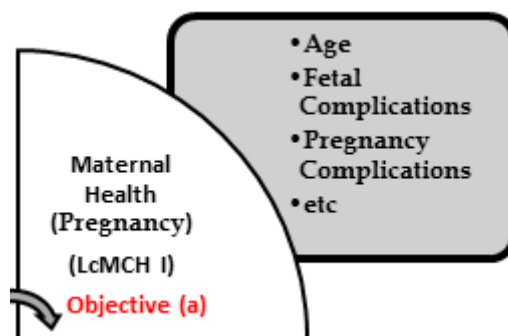 •Age
•Fetal
Complications
•Pregnancy
Complications
•etc
Maternal
Health
(Pregnancy)
(LcMCH I)
Objective (a)